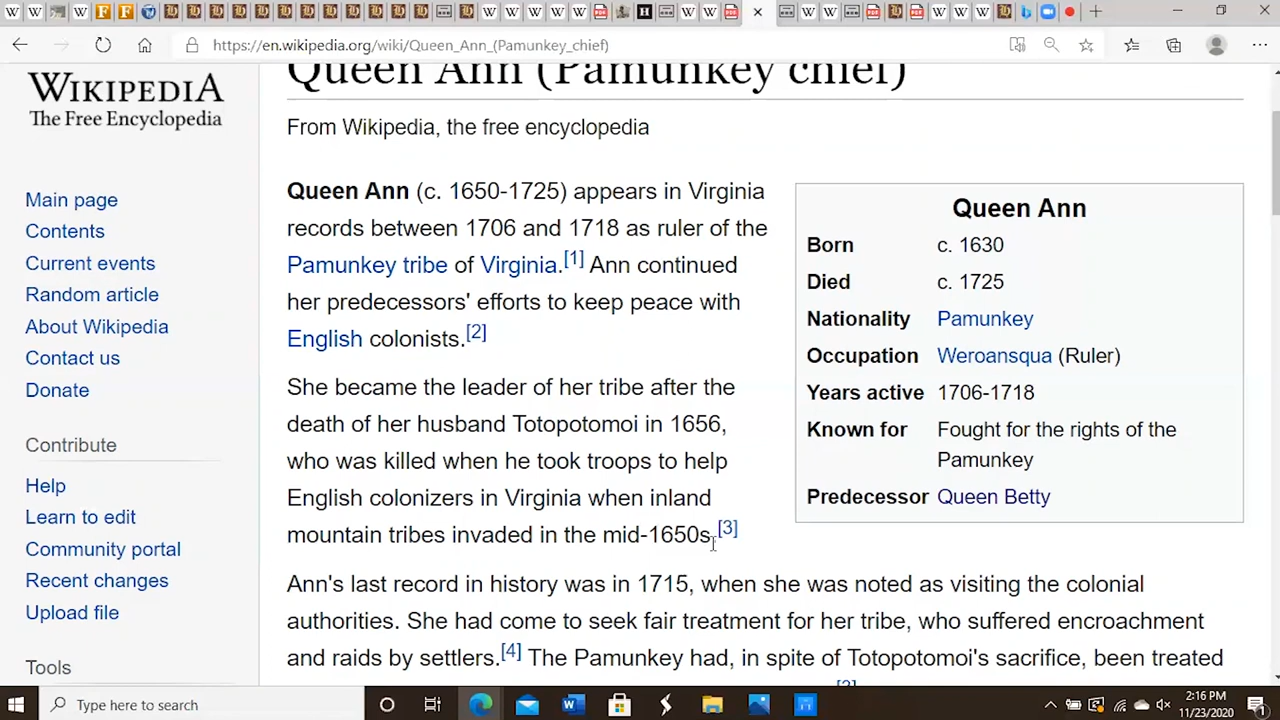 https://en.wikipedia.org/wiki/Queen_Ann_(Pamunkey_chief)
WIKIPEDIA
The Free Encyclopedia
Main page
Contents
Current events
Random article
About Wikipedia
Contact us
Donate
Contribute
Help
Learn to edit
Community portal
Recent changes
Upload file
Tools
Queen Ann (Pamunkey chief)
From Wikipedia, the free encyclopedia
Queen Ann (c. 1650-1725) appears in Virginia
records between 1706 and 1718 as ruler of the
Pamunkey tribe of Virginia.[1] Ann continued
her predecessors' efforts to keep peace with
English colonists.[2]
She became the leader of her tribe after the
death of her husband Totopotomoi in 1656,
who was killed when he took troops to help
English colonizers in Virginia when inland
mountain tribes invaded in the mid-1650s.[3]
Ann's last record in history was in 1715, when she was noted as visiting the colonial
authorities. She had come to seek fair treatment for her tribe, who suffered encroachment
and raids by settlers.[4] The Pamunkey had, in spite of Totopotomoi's sacrifice, been treated
Queen Ann
Born c. 1630
Died c. 1725
Nationality Pamunkey
Occupation Weroansqua (Ruler)
Years active 1706-1718
Known for Fought for the rights of the
Pamunkey
Predecessor Queen Betty
Type here to search
2:16 PM
11/23/2020